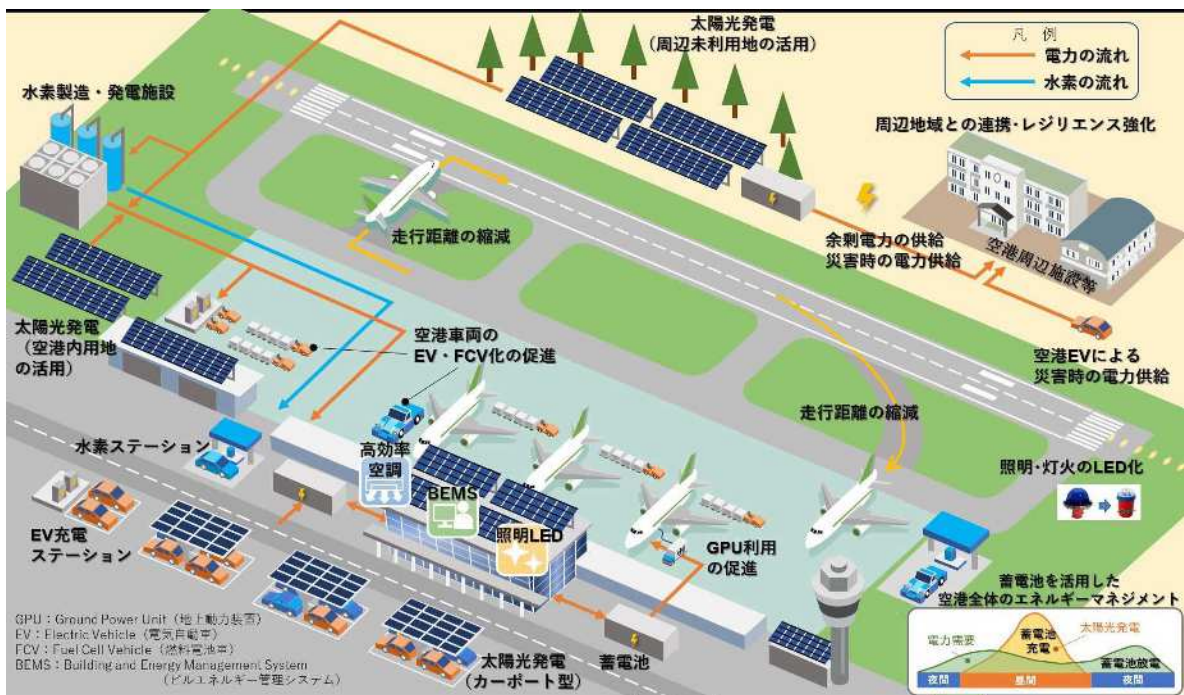 太陽光発電
(周辺未利用地の活用)
凡 例
電力の流れ
水素の流れ
水素製造・発電施設
周辺地域との連携・レジリエンス強化
走行距離の縮減
余剰電力の供給
災害時の電力供給
空港周辺施設等
太陽光発電
(空港内用地
の活用)
空港車両の
EV・FCV化の促進
空港EVによる
災害時の電力供給
走行距離の縮減
水素ステーション
高効率
空調
BEMS
照明LED
照明・灯火のLED化
EV充電
ステーション
GPU利用
の促進
蓄電池を活用した
空港全体のエネルギーマネジメント
電力需要
蓄電池
充電
太陽光発電
蓄電池放電
夜間
昼間
夜間
GPU:Ground Power Unit(地上動力装置)
EV:Electric Vehicle(電気自動車)
FCV:Fuel Cell Vehicle(燃料電池車)
BEMS:Building and Energy Management System
(ビルエネルギー管理システム)
太陽光発電
(カーポート型)
蓄電池